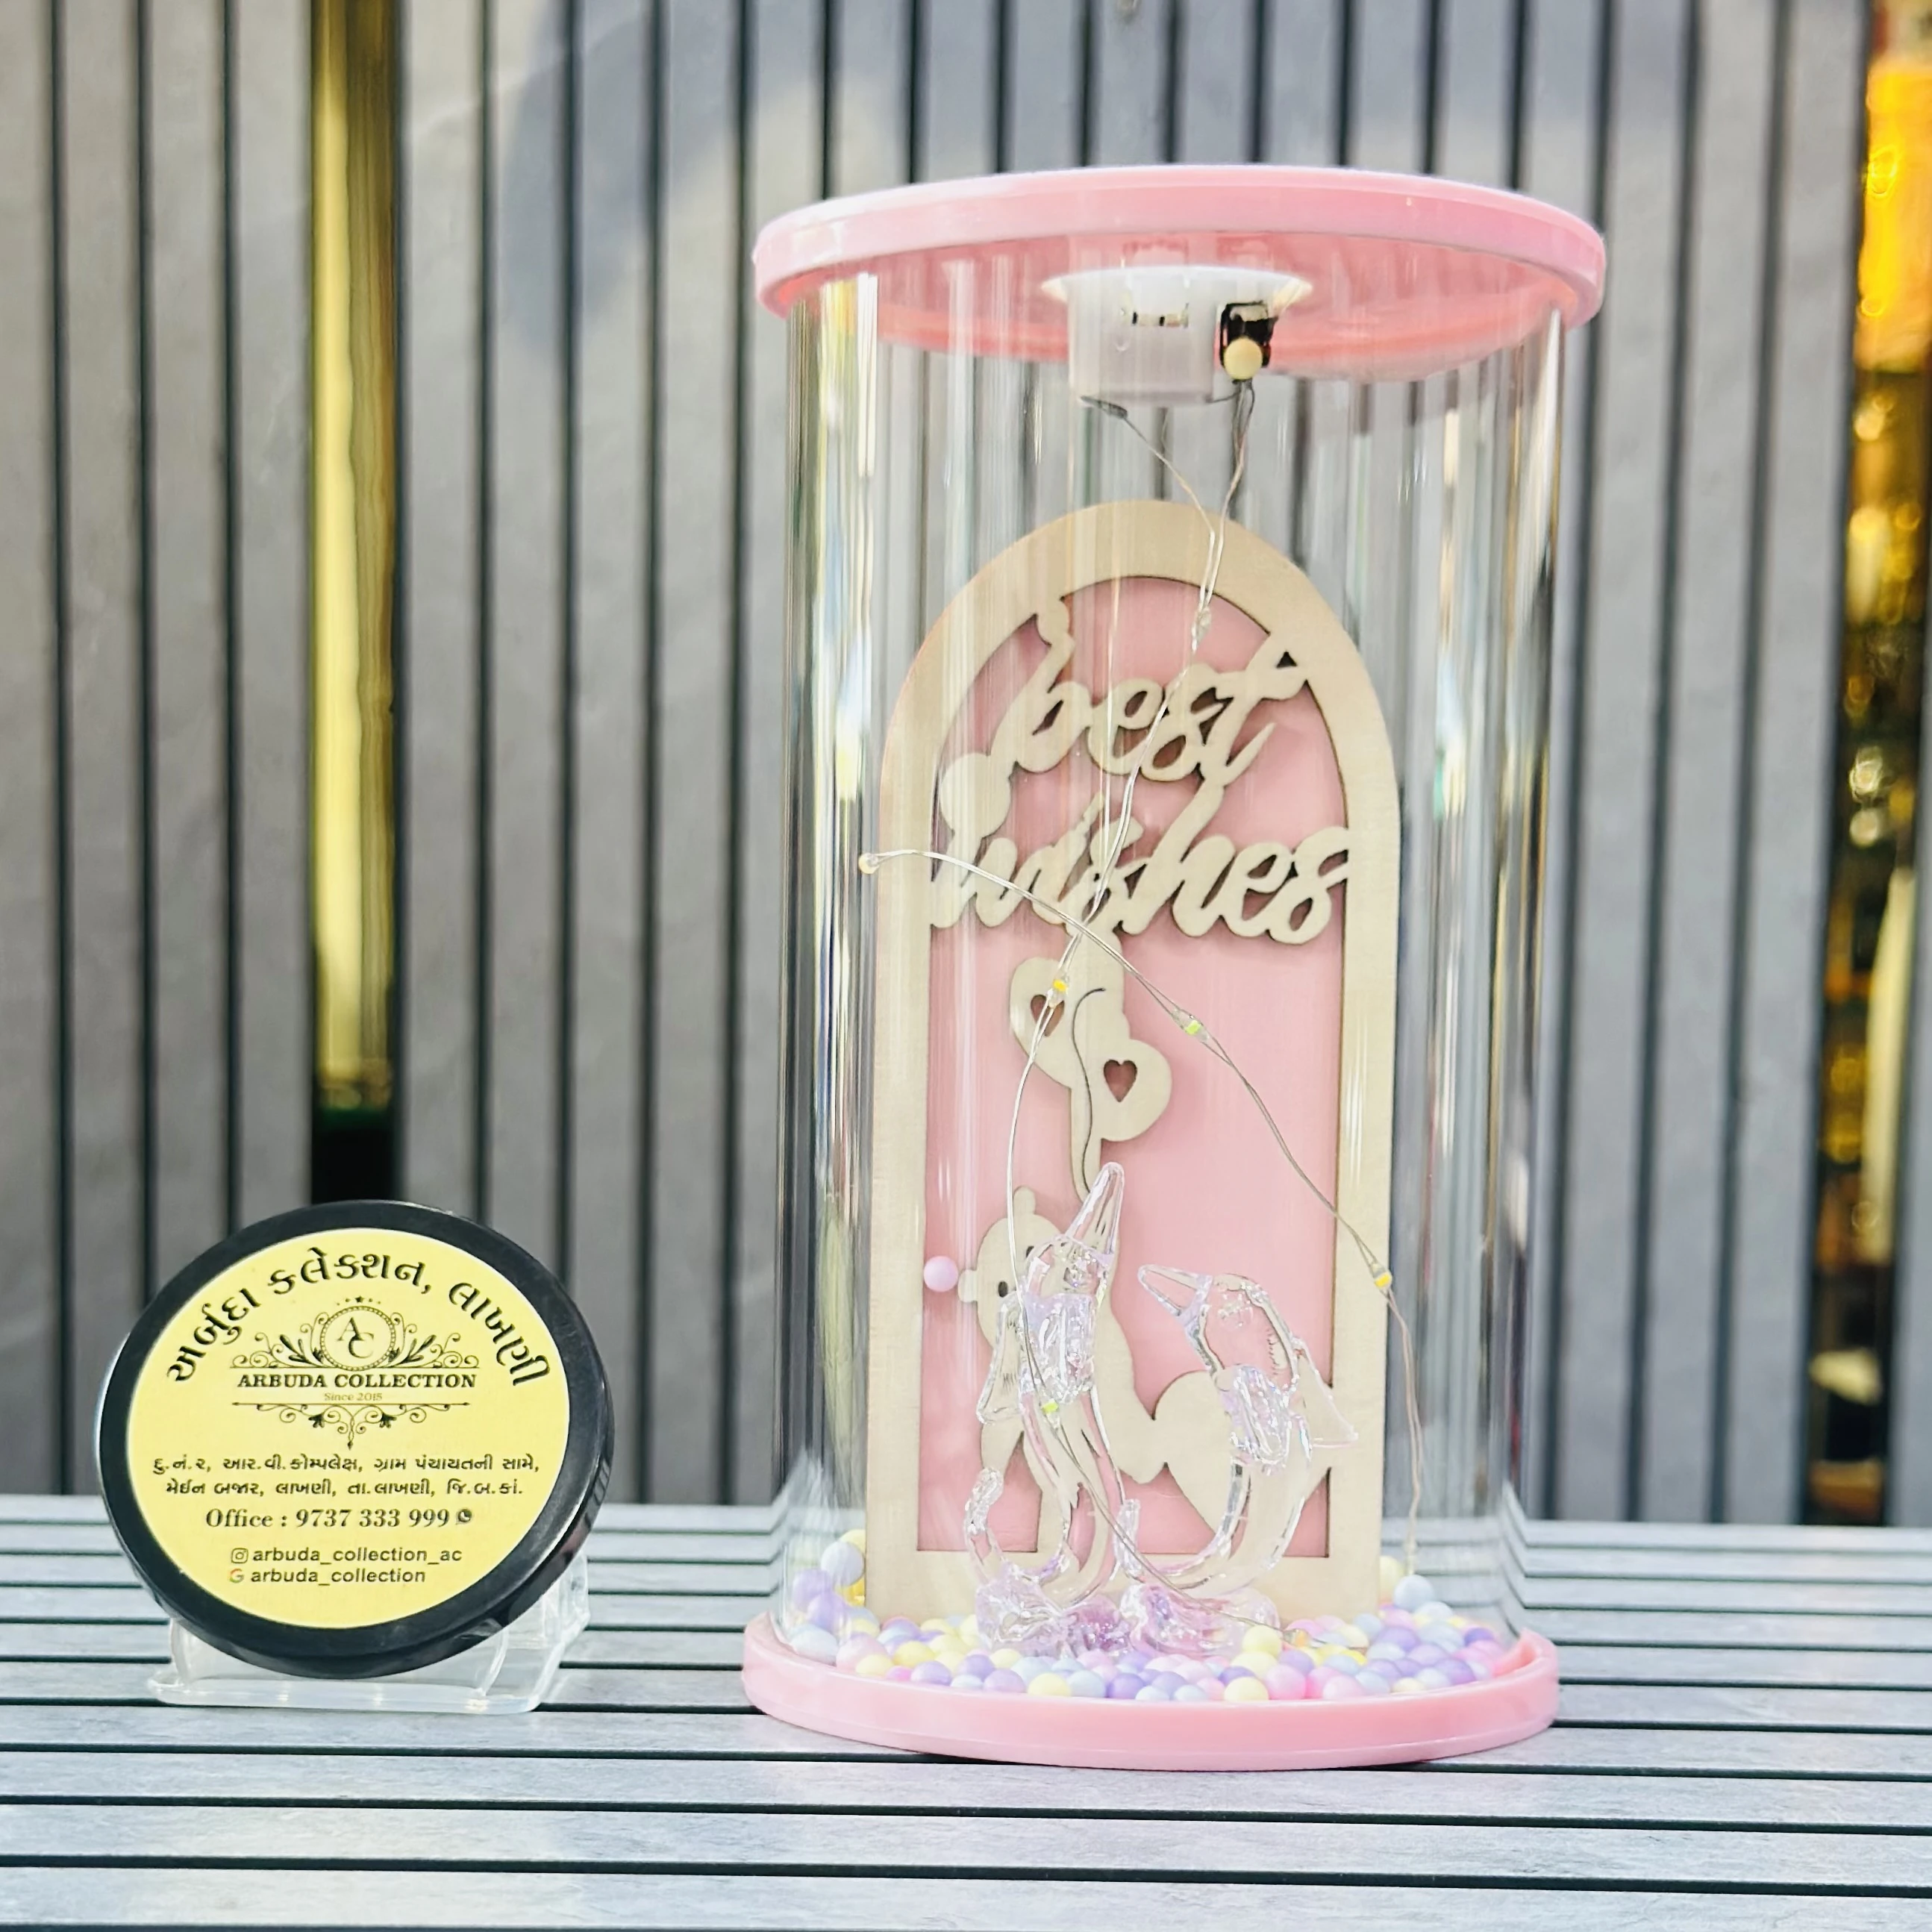 અર્બુદા કલેક્શન, લાખણી
AC
ARBUDA COLLECTION
Since 2018
દુ.નં.૨, આર.વી.કોમ્પલેક્ષ, ગ્રામ પંચાયતની સામે,
મેઈન બજાર, લાખણી, તા.લાખણી, જિ.બ.કાં.
Office : 9737 333 999
arbuda_collection_ac
arbuda_collection
best
wishes